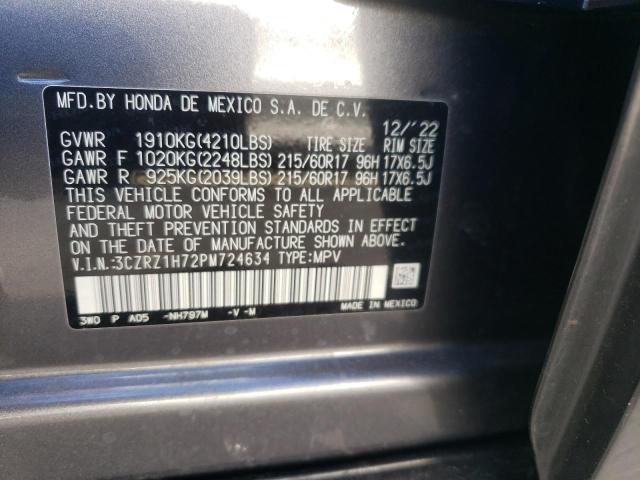 MFD.BY HONDA DE MEXICO S.A. DE C.V.
12/'22
GVWR 1910KG(4210LBS) TIRE SIZE RIM SIZE
GAWR F 1020KG(2248LBS) 215/60R17 96H 17X6.5J
GAWR R 925KG(2039LBS) 215/60R17 96H 17X6.5J
THIS VEHICLE CONFORMS TO ALL APPLICABLE
FEDERAL MOTOR VEHICLE SAFETY
AND THEFT PREVENTION STANDARDS IN EFFECT
ON THE DATE OF MANUFACTURE SHOWN ABOVE.
V.I.N.:3CZRZ1H72PM724634 TYPE:MPV
3W0 P AD5 -NH797M -V -M MADE IN MEXICO